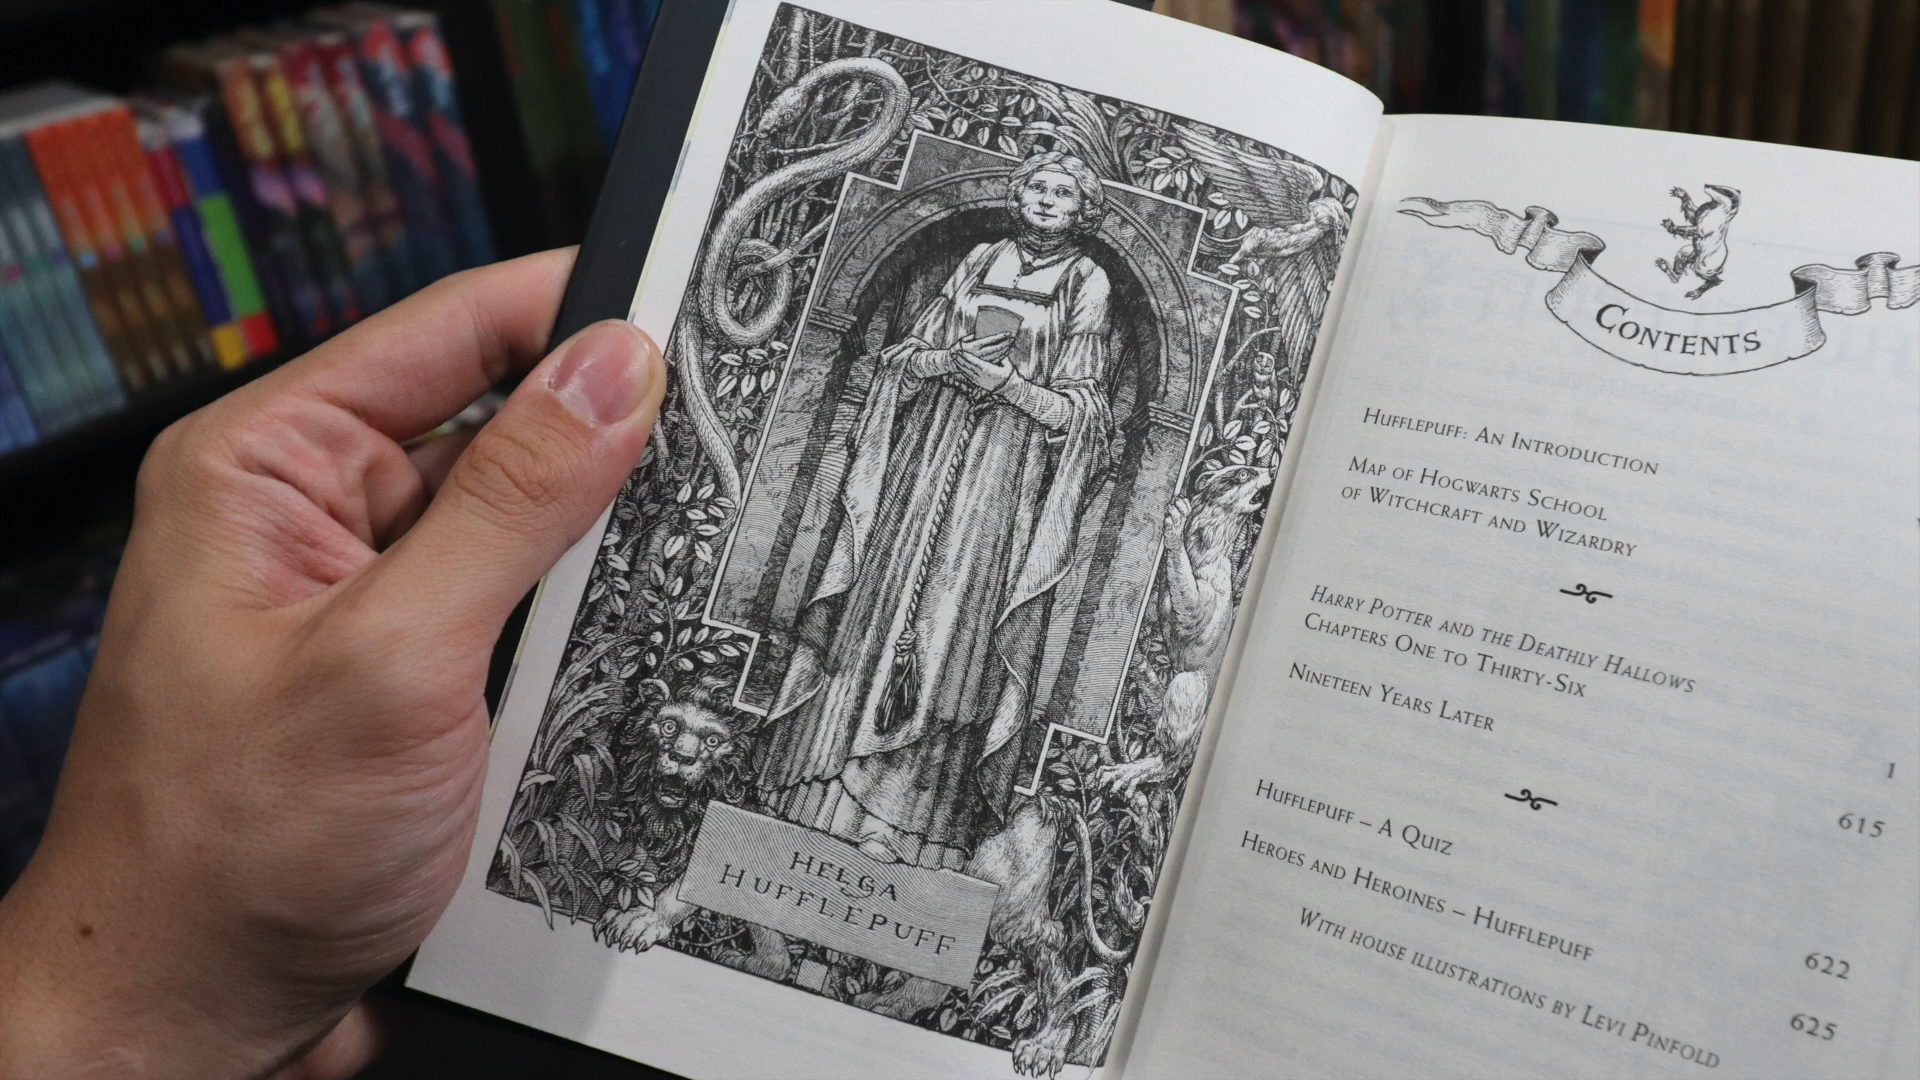 HELGA
HUFFLEPUFF
CONTENTS
HUFFLEPUFF: AN INTRODUCTION
MAP OF HOGWARTS SCHOOL
OF WITCHCRAFT AND WIZARDRY
HARRY POTTER AND THE DEATHLY HALLOWS
CHAPTERS ONE TO THIRTY-SIX 1
NINETEEN YEARS LATER 615
HUFFLEPUFF – A QUIZ 622
HEROES AND HEROINES – HUFFLEPUFF 625
WITH HOUSE ILLUSTRATIONS BY LEVI PINFOLD